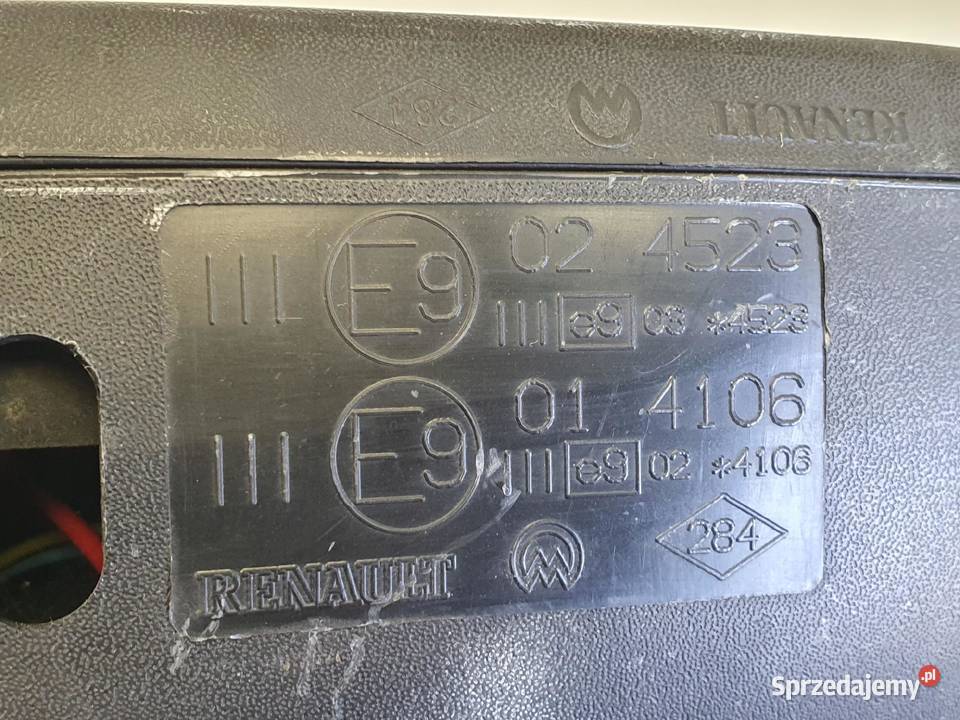 RENAULT 284
III E9 02 4523
III e9 03 *4523
III E9 01 4106
III e9 02 *4106
RENAULT 284
Sprzedajemy.pl